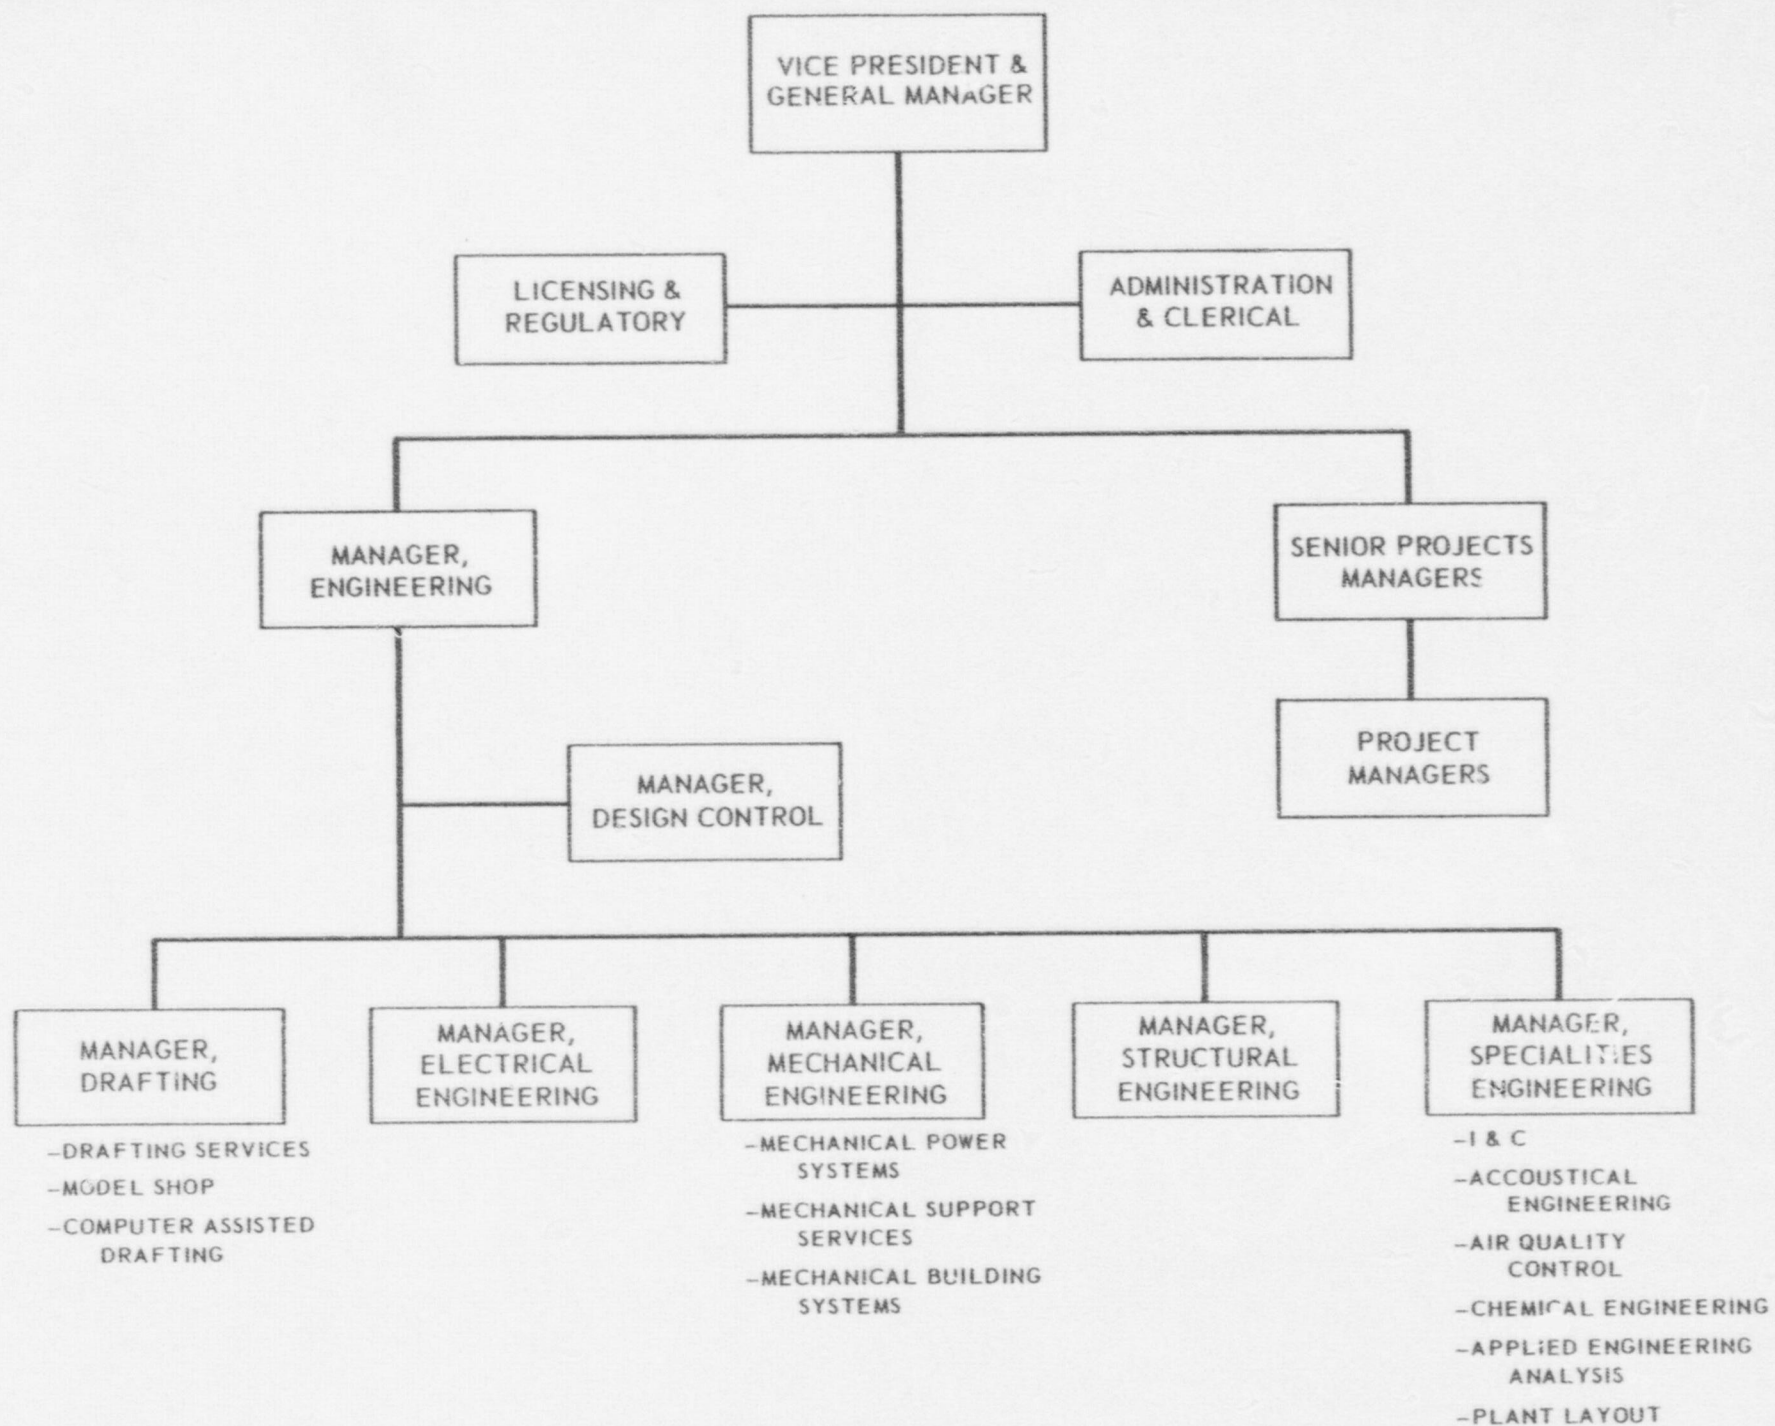 VICE PRESIDENT &
GENERAL MANAGER
LICENSING &
REGULATORY
ADMINISTRATION
& CLERICAL
MANAGER,
ENGINEERING
SENIOR PROJECTS
MANAGERS
PROJECT
MANAGERS
MANAGER,
DESIGN CONTROL
MANAGER,
DRAFTING
-DRAFTING SERVICES
-MODEL SHOP
-COMPUTER ASSISTED
DRAFTING
MANAGER,
ELECTRICAL
ENGINEERING
MANAGER,
MECHANICAL
ENGINEERING
-MECHANICAL POWER
SYSTEMS
-MECHANICAL SUPPORT
SERVICES
-MECHANICAL BUILDING
SYSTEMS
MANAGER,
STRUCTURAL
ENGINEERING
MANAGER,
SPECIALITIES
ENGINEERING
-I & C
-ACCOUSTICAL
ENGINEERING
-AIR QUALITY
CONTROL
-CHEMICAL ENGINEERING
-APPLIED ENGINEERING
ANALYSIS
-PLANT LAYOUT